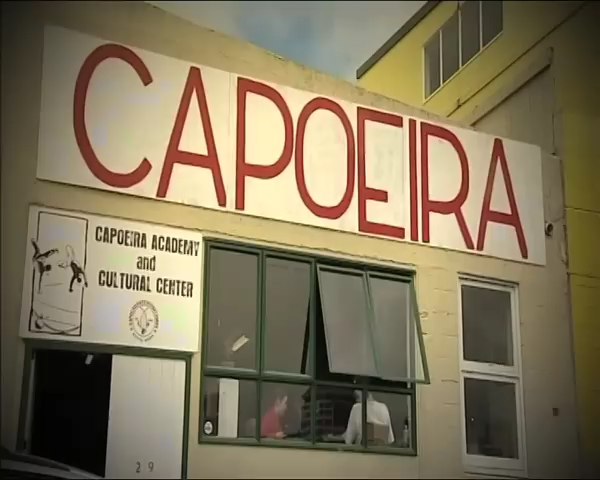 CAPOEIRA
CAPOEIRA ACADEMY
and
CULTURAL CENTER
29